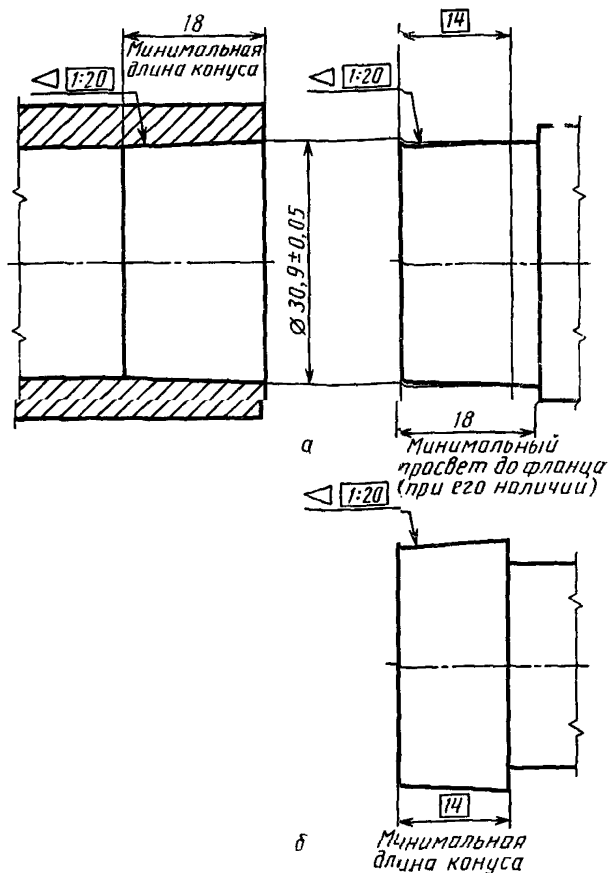 18
Минимальная
длина конуса
1:20
14
1:20
Ø 30,9±0,05
18
а
Минимальный
просвет до фланца
(при его наличии)
1:20
14
б
Минимальная
длина конуса